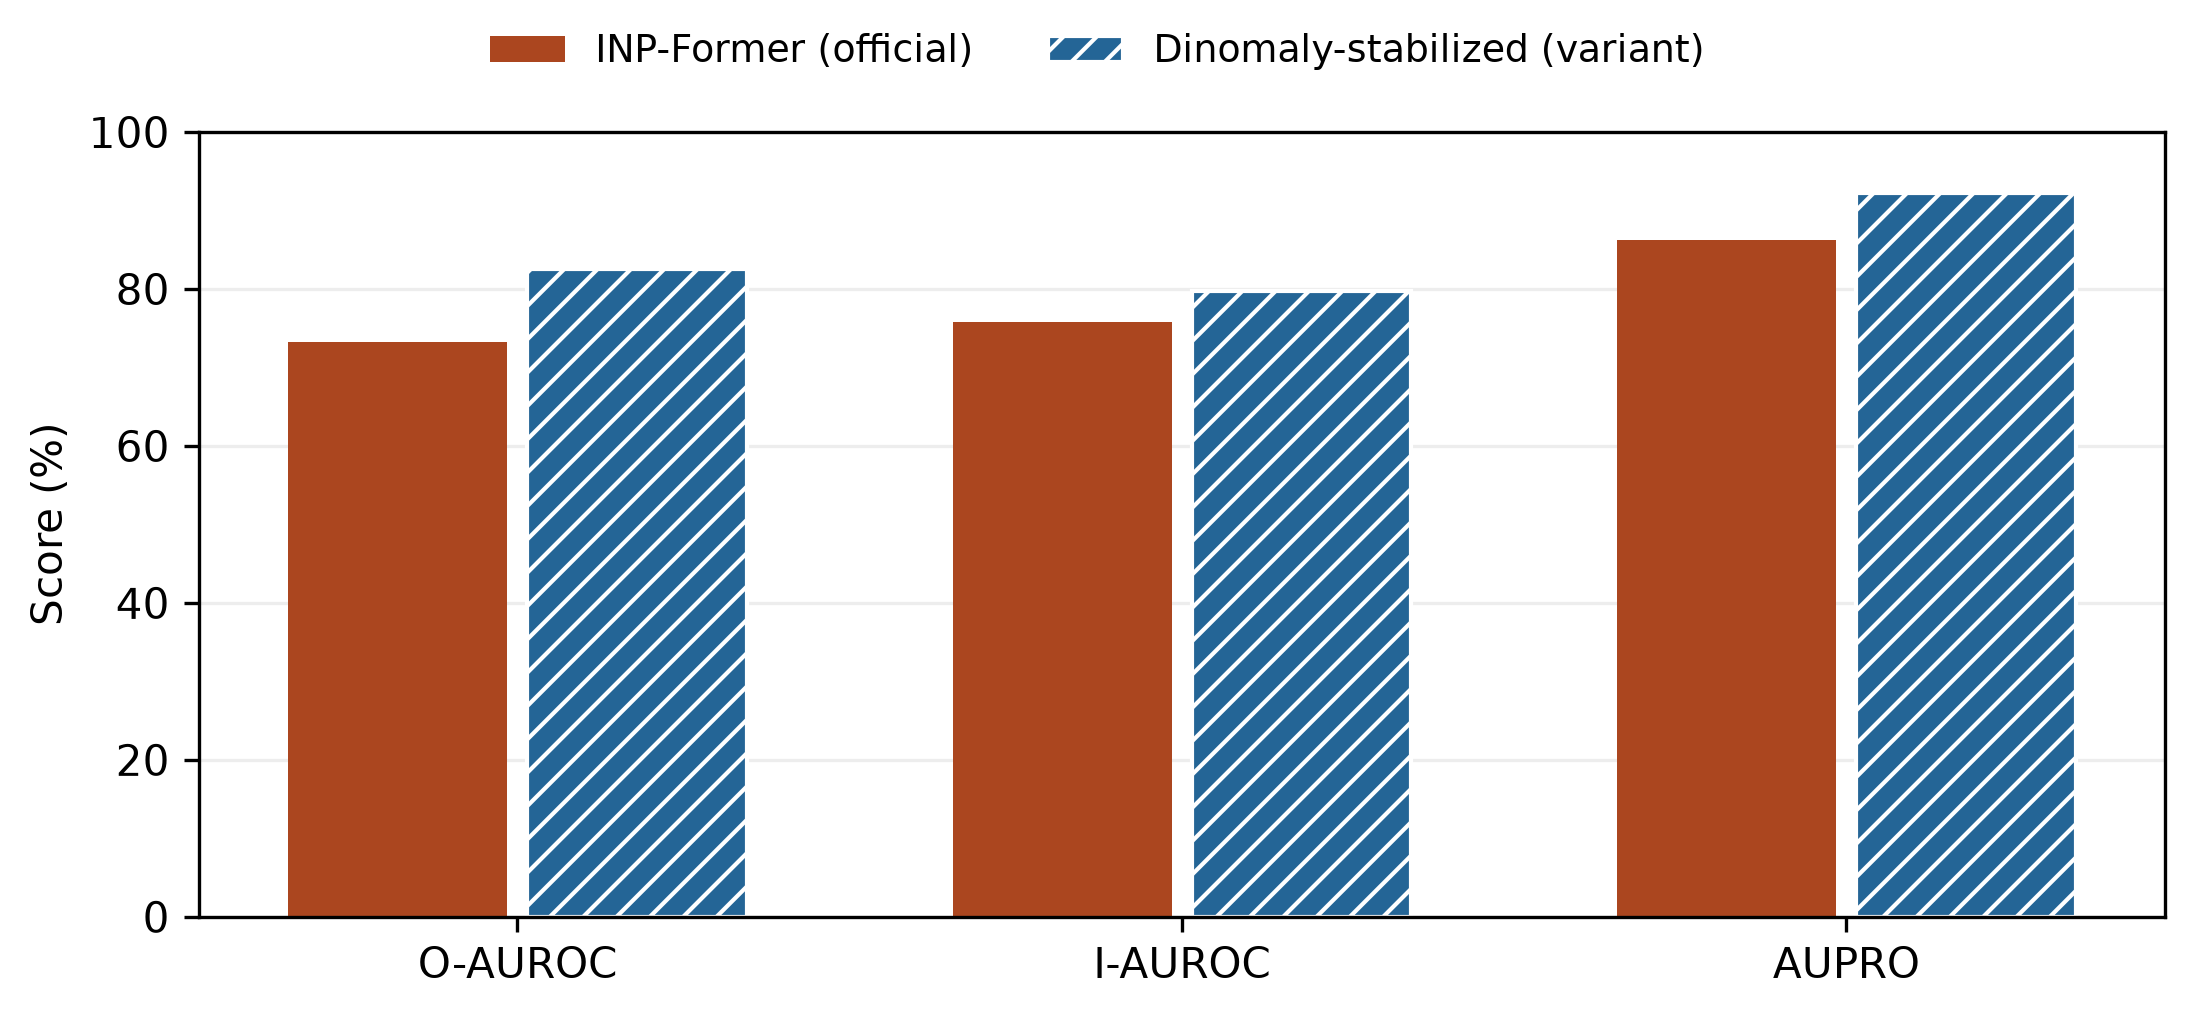 INP-Former (official)
Dinomaly-stabilized (variant)
100
80
60
40
20
0
Score (%)
O-AUROC
I-AUROC
AUPRO